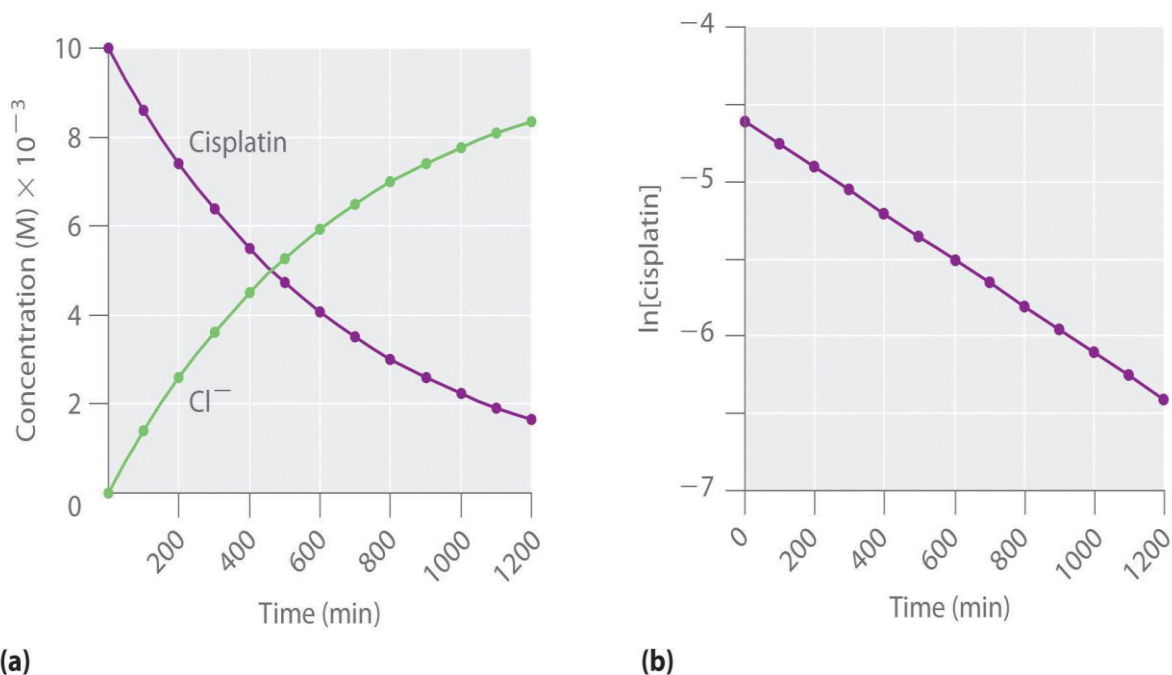 Concentration (M) × 10⁻³
10
8
6
4
2
0
Cisplatin
Cl⁻
200
400
600
800
1000
1200
Time (min)
(a)
ln[cisplatin]
−4
−5
−6
−7
0
200
400
600
800
1000
1200
Time (min)
(b)